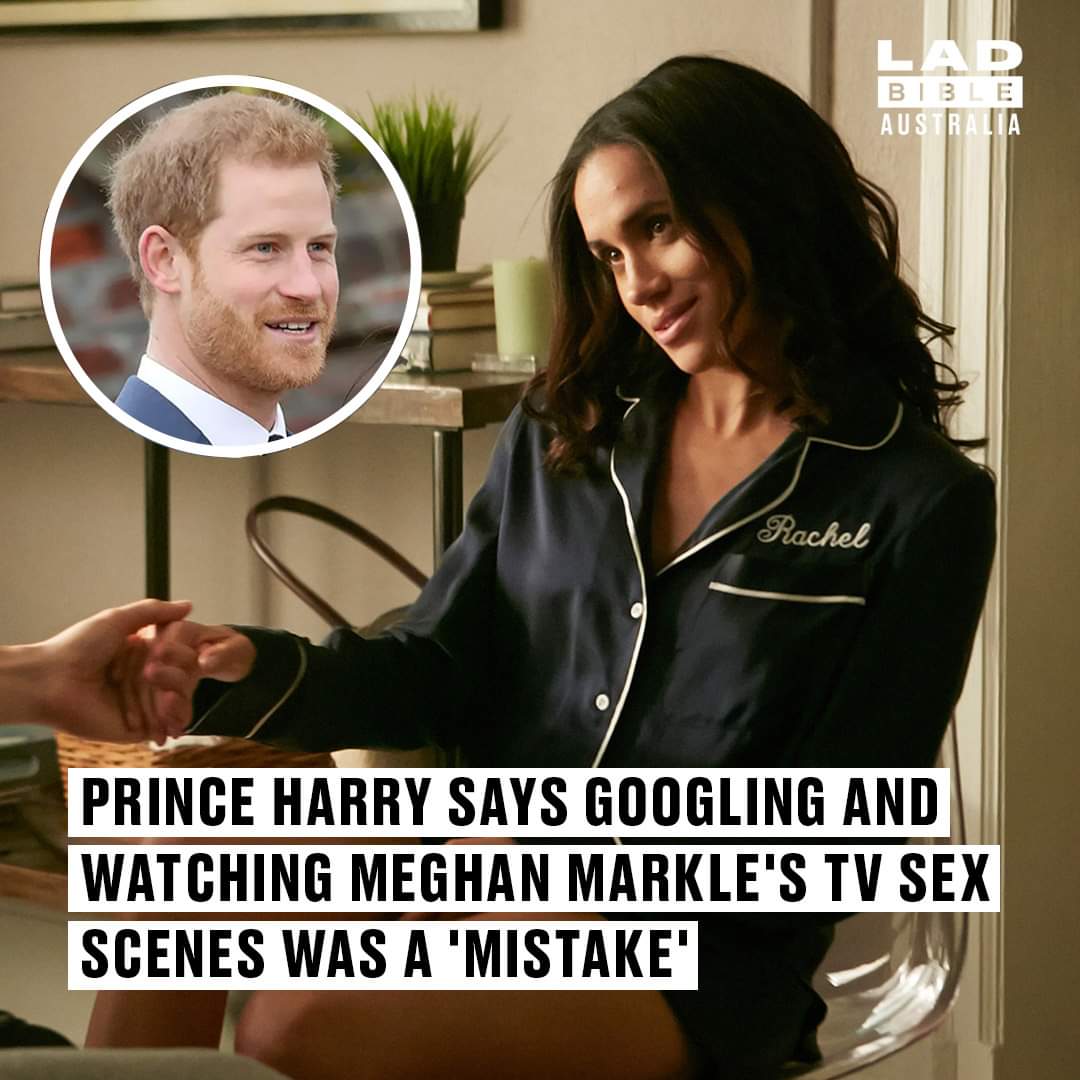 LAD
BIBLE
AUSTRALIA
Rachel
PRINCE HARRY SAYS GOOGLING AND
WATCHING MEGHAN MARKLE'S TV SEX
SCENES WAS A 'MISTAKE'